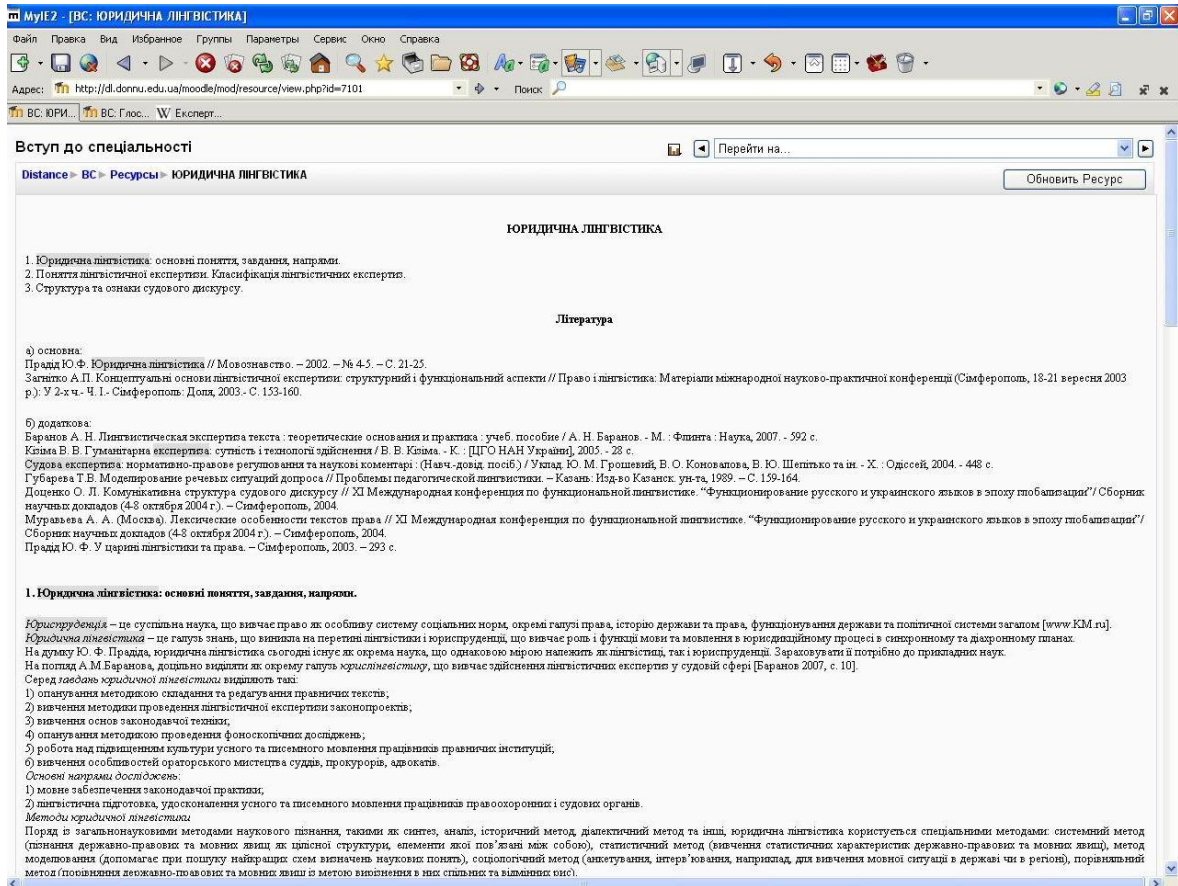 MyIE2 - [ВС: ЮРИДИЧНА ЛІНГВІСТИКА]
Файл Правка Вид Избранное Группы Параметры Сервис Окно Справка
Адрес: http://dl.donnu.edu.ua/moodle/mod/resource/view.php?id=7101 Поиск
ВС: ЮРИ... ВС: Глос... Експерт...
Вступ до спеціальності Перейти на...
Distance ► ВС ► Ресурсы ► ЮРИДИЧНА ЛІНГВІСТИКА Обновить Ресурс
ЮРИДИЧНА ЛІНГВІСТИКА
1. Юридична лінгвістика: основні поняття, завдання, напрями.
2. Поняття лінгвістичної експертизи. Класифікація лінгвістичних експертиз.
3. Структура та ознаки судового дискурсу.
Література
а) основна:
Прадід Ю.Ф. Юридична лінгвістика // Мовознавство. – 2002. – № 4-5. – С. 21-25.
Загнітко А.П. Концептуальні основи лінгвістичної експертизи: структурний і функціональний аспекти // Право і лінгвістика: Матеріали міжнародної науково-практичної конференції (Сімферополь, 18-21 вересня 2003
р.): У 2-х ч.- Ч. 1.- Сімферополь: Доля, 2003.- С. 153-160.
б) додаткова:
Баранов А. Н. Лингвистическая экспертиза текста : теоретические основания и практика : учеб. пособие / А. Н. Баранов. - М. : Флинта : Наука, 2007. - 592 с.
Кізіма В. В. Гуманітарна експертиза: сутність і технології здійснення / В. В. Кізіма. - К. : [ЦГО НАН України], 2005. - 28 с.
Судова експертиза: нормативно-правове регулювання та наукові коментарі : (Навч.-довід. посіб.) / Уклад. Ю. М. Грошевий, В. О. Коновалова, В. Ю. Шепітько та ін. - Х. : Одіссей, 2004. - 448 с.
Губарева Т.В. Моделирование речевых ситуаций допроса // Проблемы педагогической лингвистики. – Казань: Изд-во Казанск. ун-та, 1989. – С. 159-164.
Доценко О. Л. Комунікативна структура судового дискурсу // XI Международная конференция по функциональной лингвистике. “Функционирование русского и украинского языков в эпоху глобализации”/ Сборник
научных докладов (4-8 октября 2004 г.). – Симферополь, 2004.
Муравьева А. А. (Москва). Лексические особенности текстов права // XI Международная конференция по функциональной лингвистике. “Функционирование русского и украинского языков в эпоху глобализации”/
Сборник научных докладов (4-8 октября 2004 г.). – Симферополь, 2004.
Прадід Ю. Ф. У царині лінгвістики та права. – Сімферополь, 2003. – 293 с.
1. Юридична лінгвістика: основні поняття, завдання, напрями.
Юриспруденція – це суспільна наука, що вивчає право як особливу систему соціальних норм, окремі галузі права, історію держави та права, функціонування держави та політичної системи загалом [www.KM.ru].
Юридична лінгвістика – це галузь знань, що виникла на перетині лінгвістики і юриспруденції, що вивчає роль і функції мови та мовлення в юрисдикційному процесі в синхронному та діахронному планах.
На думку Ю. Ф. Прадіда, юридична лінгвістика сьогодні існує як окрема наука, що однаковою мірою належить як лінгвістиці, так і юриспруденції. Зараховувати її потрібно до прикладних наук.
На погляд А.М.Баранова, доцільно виділяти як окрему галузь юрислінгвістику, що вивчає здійснення лінгвістичних експертиз у судовій сфері [Баранов 2007, с. 10].
Серед завдань юридичної лінгвістики виділяють такі:
1) опанування методикою складання та редагування правничих текстів;
2) вивчення методики проведення лінгвістичної експертизи законопроектів;
3) вивчення основ законодавчої техніки;
4) опанування методикою проведення фоноскопічних досліджень;
5) робота над підвищенням культури усного та писемного мовлення працівників правничих інституцій;
6) вивчення особливостей ораторського мистецтва суддів, прокурорів, адвокатів.
Основні напрями досліджень:
1) мовне забезпечення законодавчої практики;
2) лінгвістична підготовка, удосконалення усного та писемного мовлення працівників правоохоронних і судових органів.
Методи юридичної лінгвістики
Поряд із загальнонауковими методами наукового пізнання, такими як синтез, аналіз, історичний метод, діалектичний метод та інші, юридична лінгвістика користується спеціальними методами: системний метод
(пізнання державно-правових та мовних явищ як цілісної структури, елементи якої пов’язані між собою), статистичний метод (вивчення статистичних характеристик державно-правових та мовних явищ), метод
моделювання (допомагає при пошуку найкращих схем визначень наукових понять), соціологічний метод (анкетування, інтерв’ювання, наприклад, для вивчення мовної ситуації в державі чи в регіоні), порівняльний
метод (порівняння державно-правових та мовних явищ із метою вирізнення в них спільних та відмінних рис).